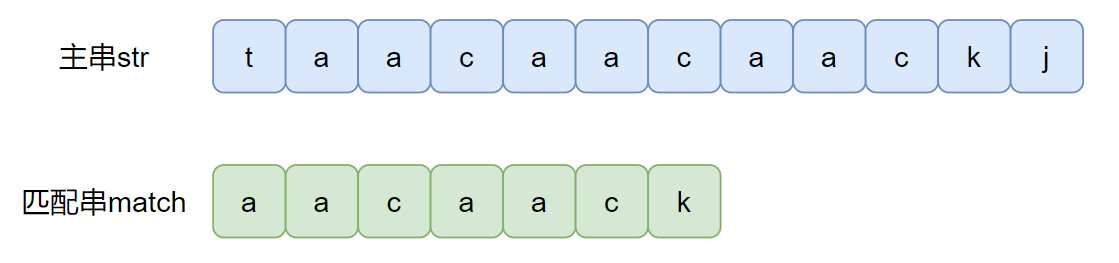 主串str t a a c a a c a a c k j
匹配串match a a c a a c k